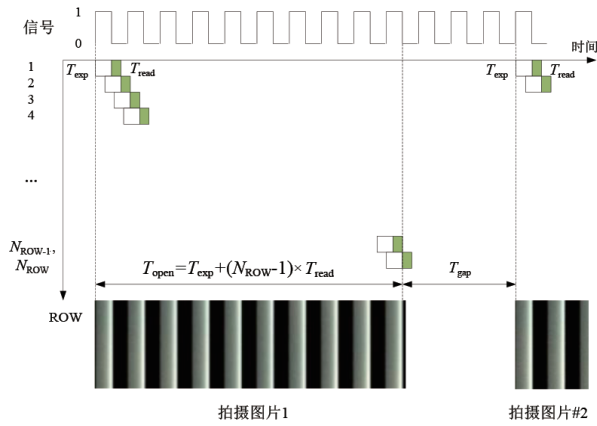 1
信号
0
时间
1 T_exp T_read T_exp T_read
2
3
4
...
N_ROW-1,
N_ROW
T_open=T_exp+(N_ROW-1)×T_read T_gap
ROW
拍摄图片1 拍摄图片#2